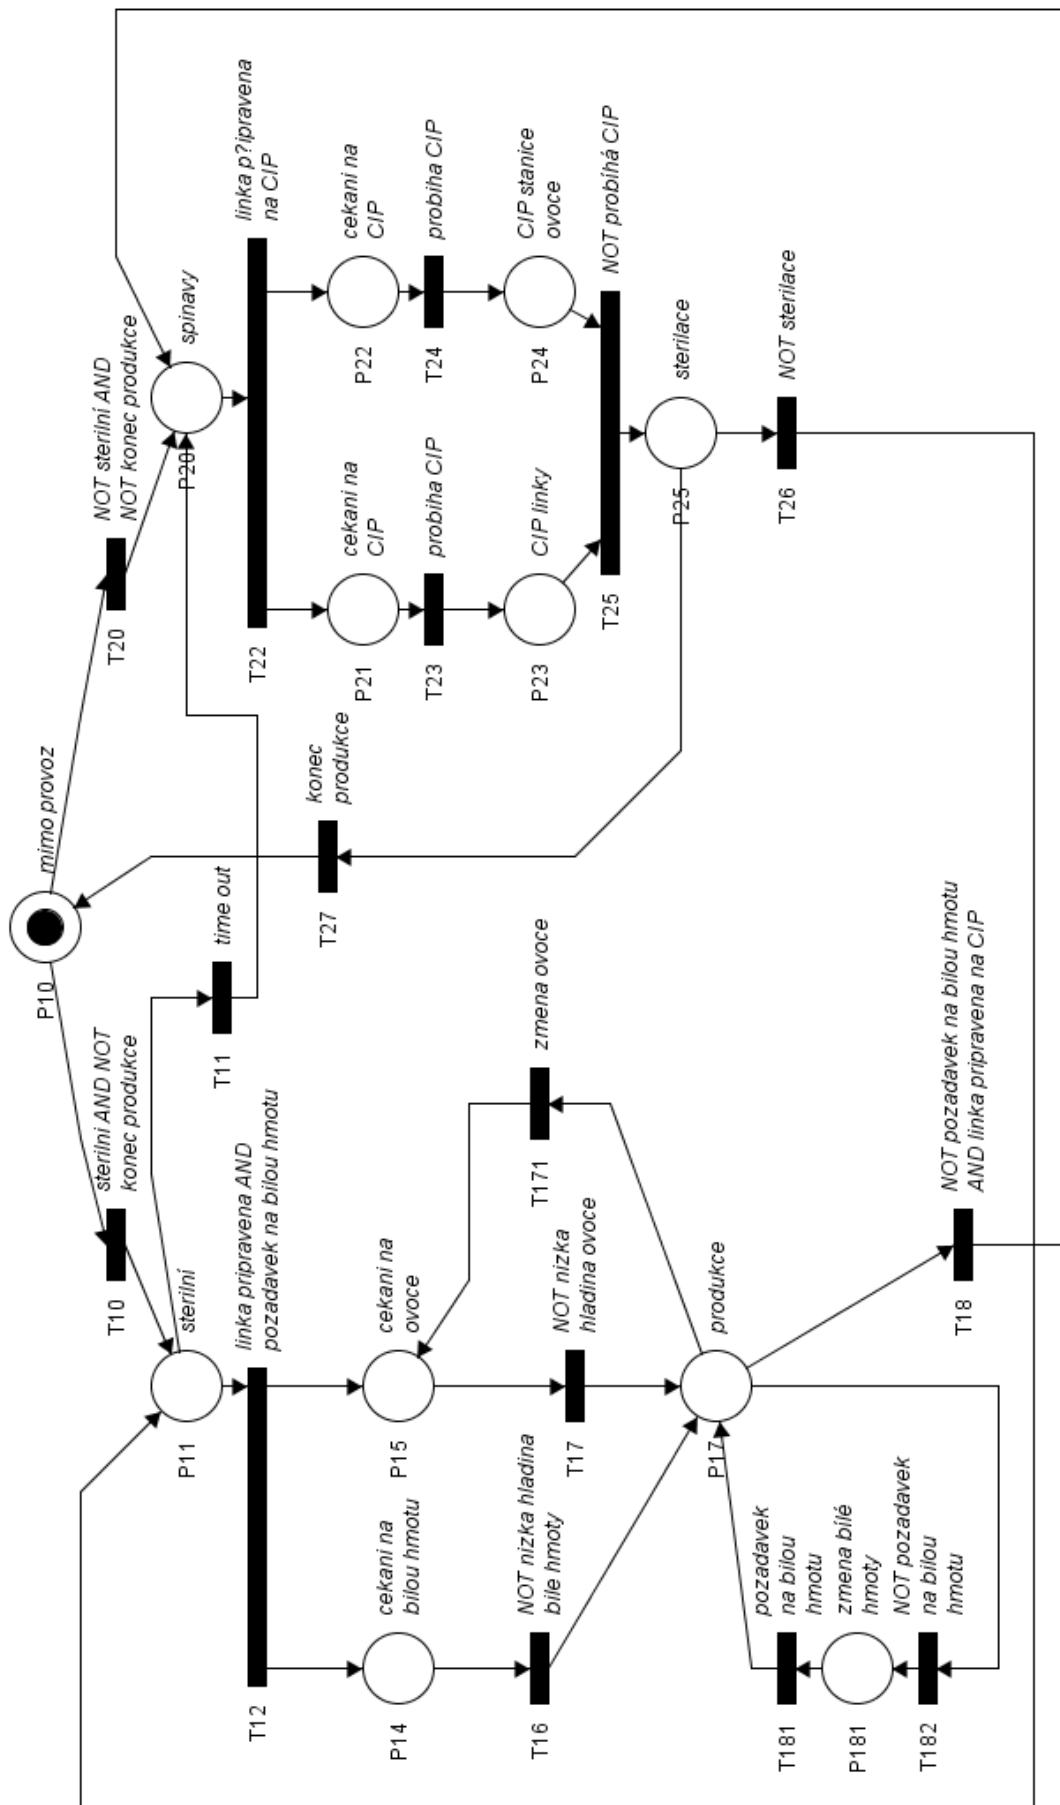 mimo provoz
P10
sterilní AND NOT
konec produkce
T10
NOT sterilní AND
NOT konec produkce
T20
sterilní
P11
time out
T11
spinavy
P20
linka pripravena AND
pozadavek na bilou hmotu
T12
linka p?ipravena
na CIP
T22
konec
produkce
T27
cekani na
bilou hmotu
P14
cekani na
ovoce
P15
cekani na
CIP
P21
cekani na
CIP
P22
probiha CIP
T23
probiha CIP
T24
NOT nizka hladina
bile hmoty
T16
NOT nizka
hladina ovoce
T17
zmena ovoce
T171
CIP linky
P23
CIP stanice
ovoce
P24
NOT probíhá CIP
T25
produkce
P17
sterilace
P25
pozadavek
na bilou
hmotu
T181
zmena bílé
hmoty
P181
NOT pozadavek
na bilou
hmotu
T182
NOT sterilace
T26
NOT pozadavek na bilou hmotu
AND linka pripravena na CIP
T18